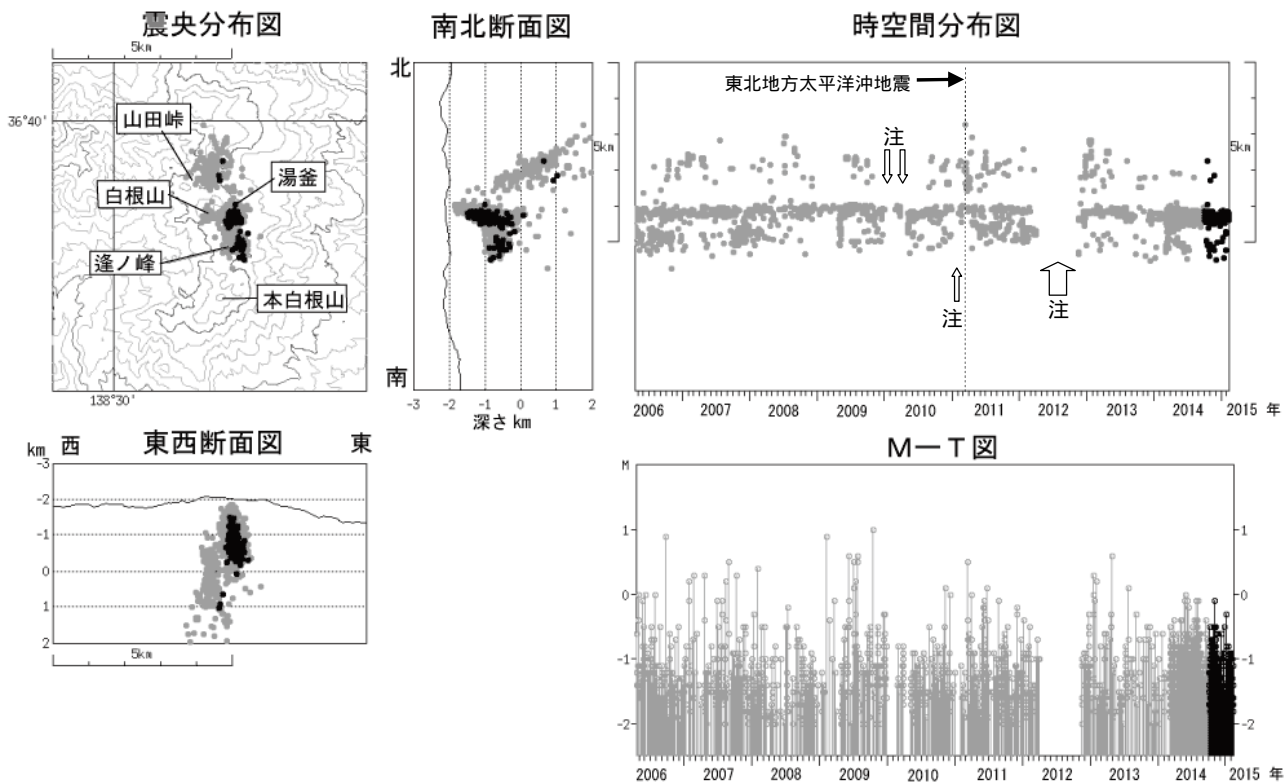 震央分布図
5km
36°40'
138°30'
山田峠
白根山
湯釜
逢ノ峰
本白根山
南北断面図
北
南
-3 -2 -1 0 1 2
深さ km
5km
時空間分布図
東北地方太平洋沖地震
注
注
注
5km
2006 2007 2008 2009 2010 2011 2012 2013 2014 2015 年
東西断面図
km 西 東
-3
-2
-1
0
1
2
5km
M－T図
M
1 1
0 0
-1 -1
-2 -2
2006 2007 2008 2009 2010 2011 2012 2013 2014 2015 年